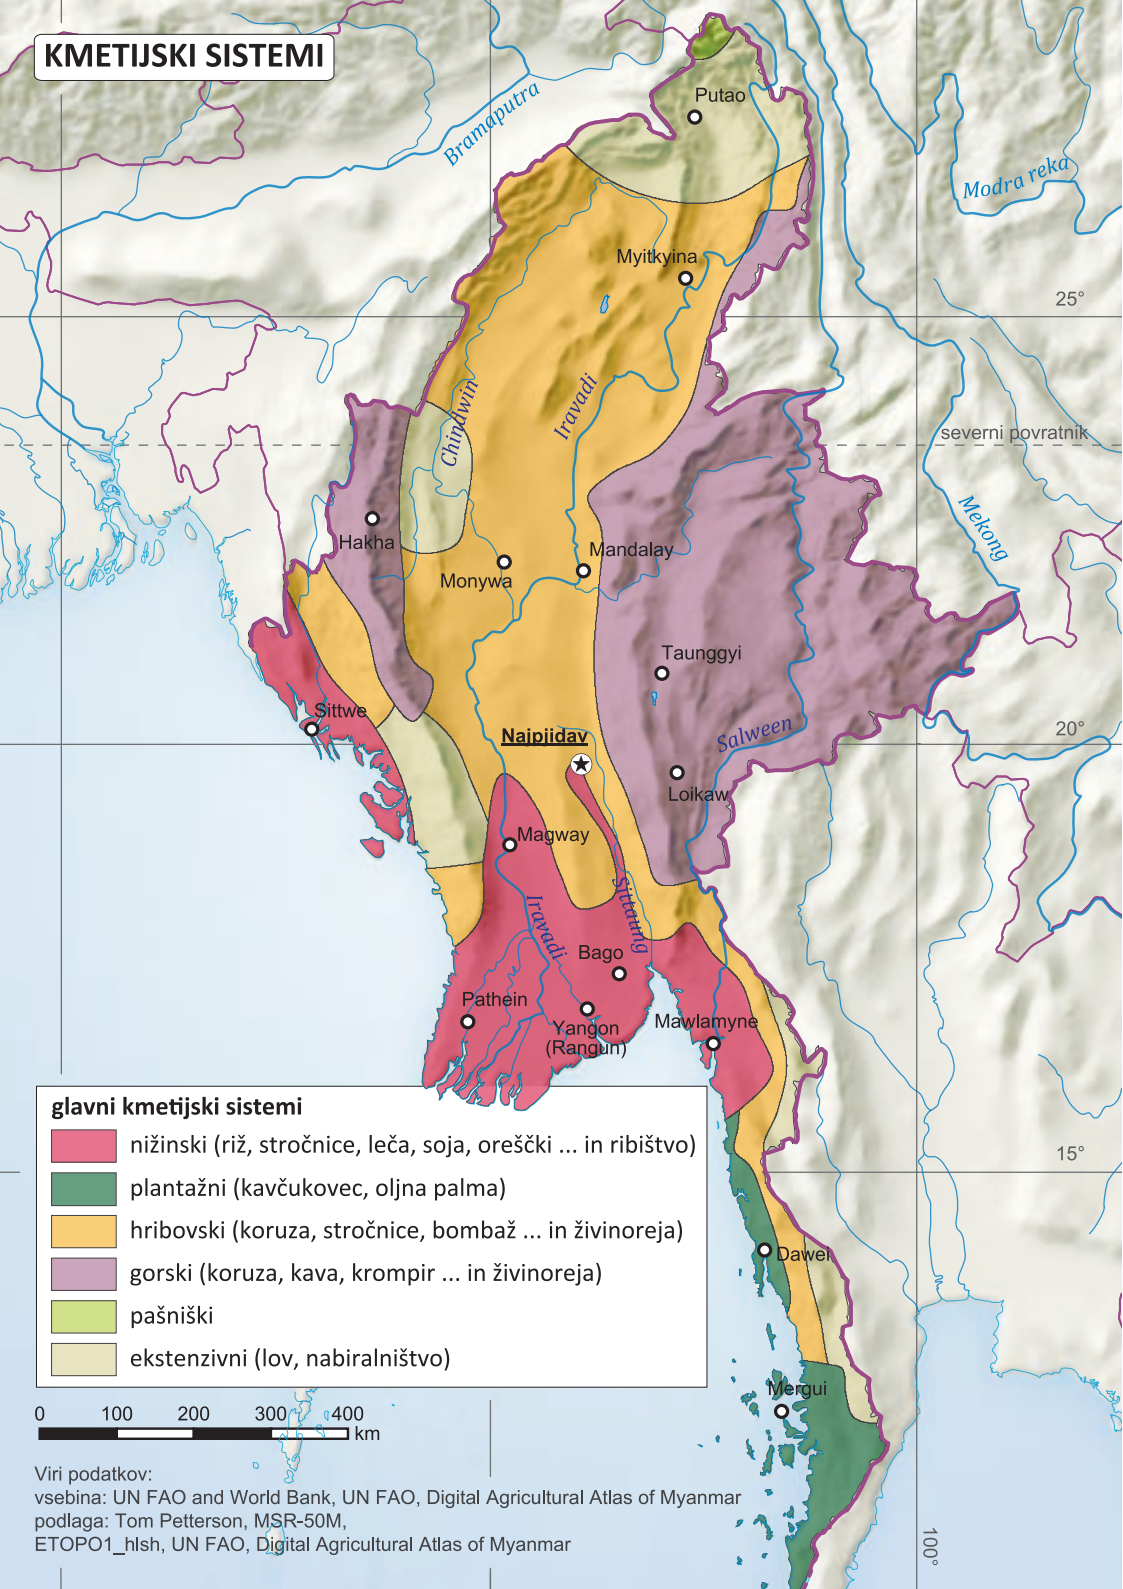 KMETIJSKI SISTEMI
Putao
Bramaputra
Modra reka
Myitkyina
25°
Chindwin
Iravadi
severni povratnik
Mekong
Hakha
Mandalay
Monywa
Taunggyi
Sittwe
Salween
20°
Najpjidav
Loikaw
Magway
Sittaung
Iravadi
Bago
Pathein
Yangon
(Rangun)
Mawlamyne
15°
glavni kmetijski sistemi
nižinski (riž, stročnice, leča, soja, oreščki ... in ribištvo)
plantažni (kavčukovec, oljna palma)
hribovski (koruza, stročnice, bombaž ... in živinoreja)
gorski (koruza, kava, krompir ... in živinoreja)
pašniški
ekstenzivni (lov, nabiralništvo)
Dawei
Mergui
0 100 200 300 400
km
Viri podatkov:
vsebina: UN FAO and World Bank, UN FAO, Digital Agricultural Atlas of Myanmar
podlaga: Tom Petterson, MSR-50M,
ETOPO1_hlsh, UN FAO, Digital Agricultural Atlas of Myanmar
100°